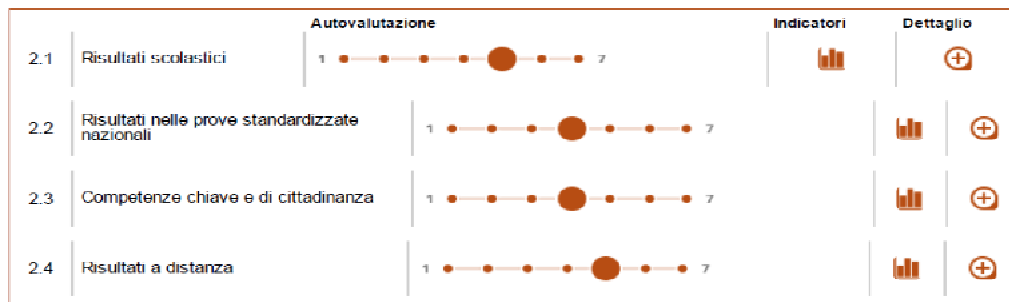 Autovalutazione Indicatori Dettaglio
2.1 Risultati scolastici 1 7
2.2 Risultati nelle prove standardizzate
nazionali 1 7
2.3 Competenze chiave e di cittadinanza 1 7
2.4 Risultati a distanza 1 7